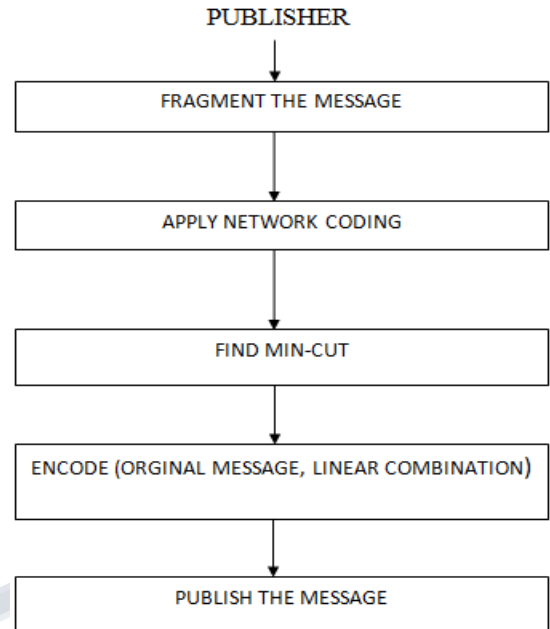 PUBLISHER
FRAGMENT THE MESSAGE
APPLY NETWORK CODING
FIND MIN-CUT
ENCODE (ORGINAL MESSAGE, LINEAR COMBINATION)
PUBLISH THE MESSAGE